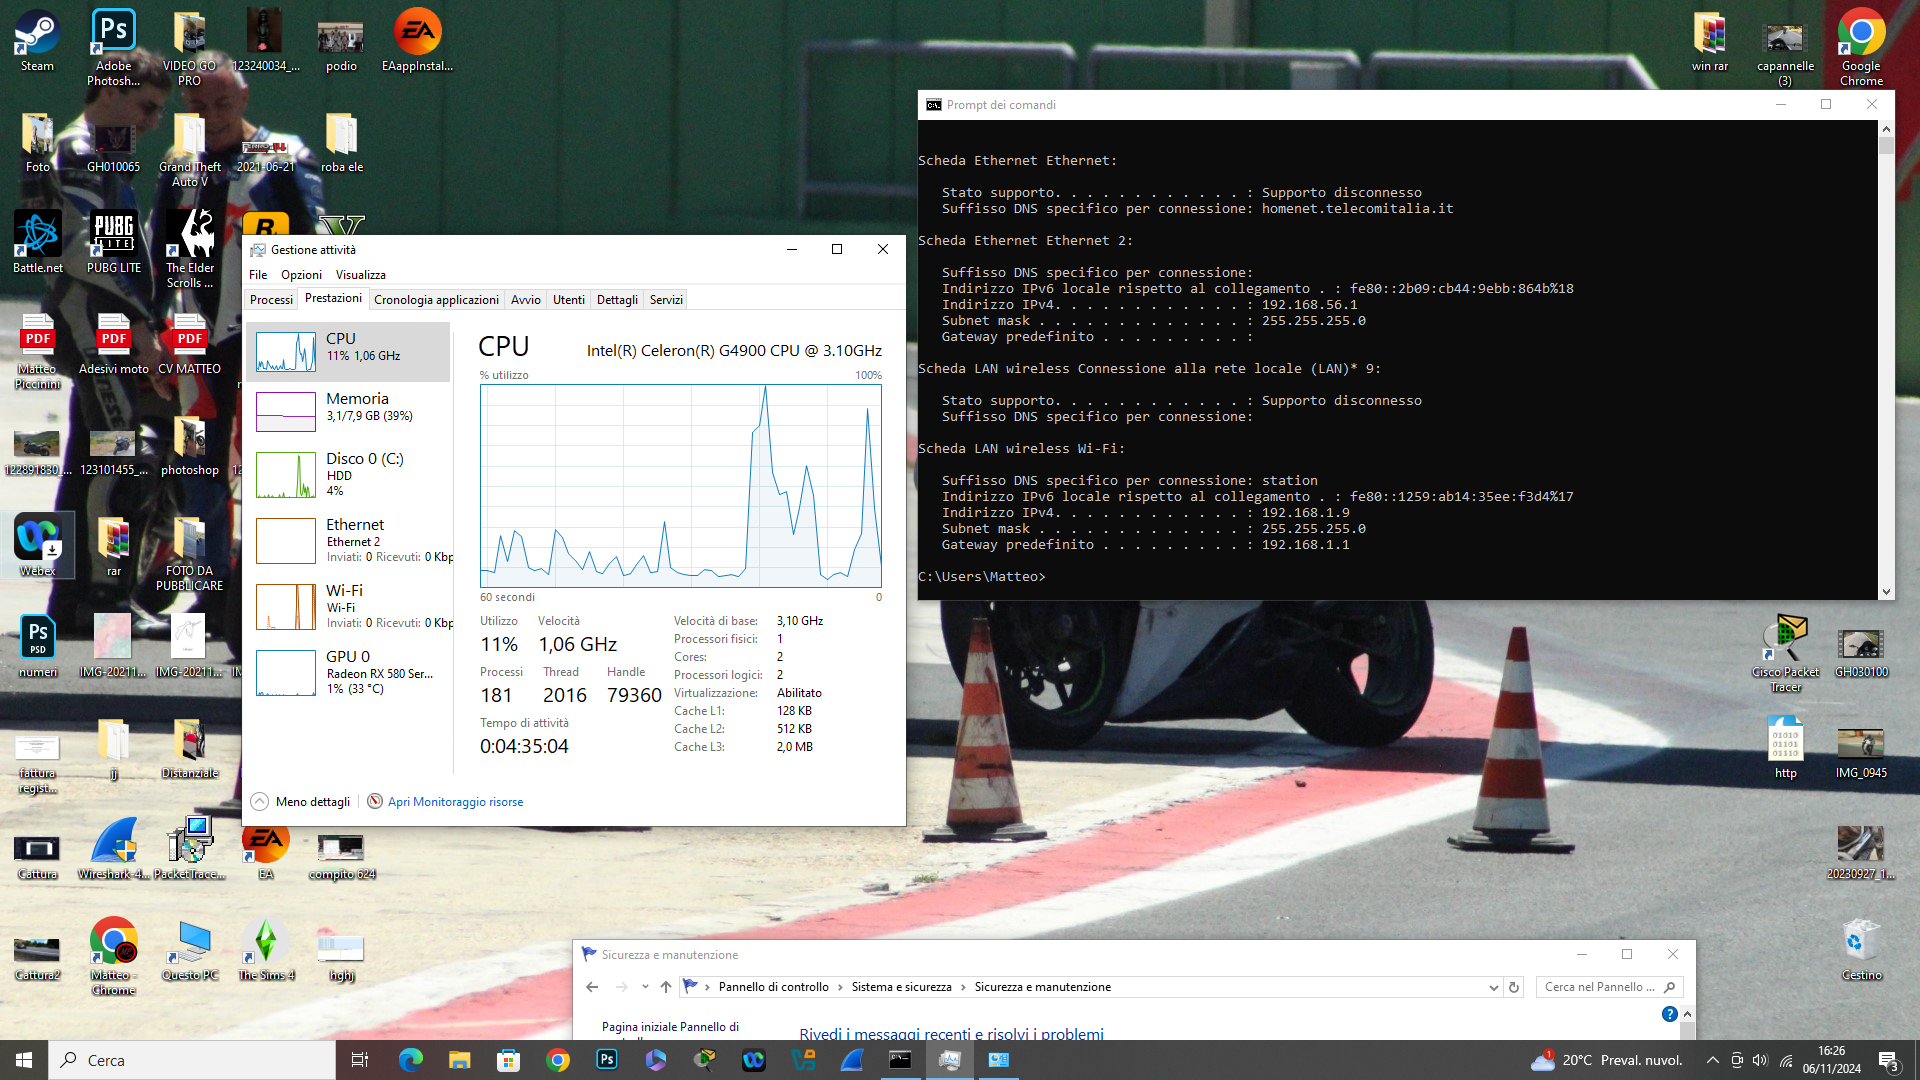 Steam
Adobe Photosh...
VIDEO GO PRO
123240034_...
podio
EAappInstal...
win rar
capannelle (3)
Google Chrome
Foto
GH010065
Grand Theft Auto V
2021-06-21
roba ele
Battle.net
PUBG LITE
The Elder Scrolls ...
Matteo Piccinini
Adesivi moto
CV MATTEO
122891830_...
123101455_...
photoshop
Webex
rar
FOTO DA PUBBLICARE
numeri
IMG-20211...
IMG-20211...
fattura regist...
jj
Distanziale
Cattura
Wireshark-4...
PacketTrace...
EA
compito 624
Cattura2
Matteo - Chrome
Questo PC
The Sims 4
hghj
Cisco Packet Tracer
GH030100
http
IMG_0945
20230927_1...
Cestino
Prompt dei comandi
Scheda Ethernet Ethernet:
Stato supporto. . . . . . . . . . . . : Supporto disconnesso
Suffisso DNS specifico per connessione: homenet.telecomitalia.it
Scheda Ethernet Ethernet 2:
Suffisso DNS specifico per connessione:
Indirizzo IPv6 locale rispetto al collegamento . : fe80::2b09:cb44:9ebb:864b%18
Indirizzo IPv4. . . . . . . . . . . . : 192.168.56.1
Subnet mask . . . . . . . . . . . . . : 255.255.255.0
Gateway predefinito . . . . . . . . . :
Scheda LAN wireless Connessione alla rete locale (LAN)* 9:
Stato supporto. . . . . . . . . . . . : Supporto disconnesso
Suffisso DNS specifico per connessione:
Scheda LAN wireless Wi-Fi:
Suffisso DNS specifico per connessione: station
Indirizzo IPv6 locale rispetto al collegamento . : fe80::1259:ab14:35ee:f3d4%17
Indirizzo IPv4. . . . . . . . . . . . : 192.168.1.9
Subnet mask . . . . . . . . . . . . . : 255.255.255.0
Gateway predefinito . . . . . . . . . : 192.168.1.1
C:\Users\Matteo>
Gestione attività
File Opzioni Visualizza
Processi Prestazioni Cronologia applicazioni Avvio Utenti Dettagli Servizi
CPU
11% 1,06 GHz
Memoria
3,1/7,9 GB (39%)
Disco 0 (C:)
HDD
4%
Ethernet
Ethernet 2
Inviati: 0 Ricevuti: 0 Kbp
Wi-Fi
Wi-Fi
Inviati: 0 Ricevuti: 0 Kbp
GPU 0
Radeon RX 580 Ser...
1% (33 °C)
CPU Intel(R) Celeron(R) G4900 CPU @ 3.10GHz
% utilizzo 100%
60 secondi 0
Utilizzo Velocità
11% 1,06 GHz
Processi Thread Handle
181 2016 79360
Tempo di attività
0:04:35:04
Velocità di base: 3,10 GHz
Processori fisici: 1
Cores: 2
Processori logici: 2
Virtualizzazione: Abilitato
Cache L1: 128 KB
Cache L2: 512 KB
Cache L3: 2,0 MB
Meno dettagli Apri Monitoraggio risorse
Sicurezza e manutenzione
Pannello di controllo › Sistema e sicurezza › Sicurezza e manutenzione
Cerca nel Pannello ...
Pagina iniziale Pannello di
Rivedi i messaggi recenti e risolvi i problemi
Cerca
1
20°C Preval. nuvol.
16:26
06/11/2024
3